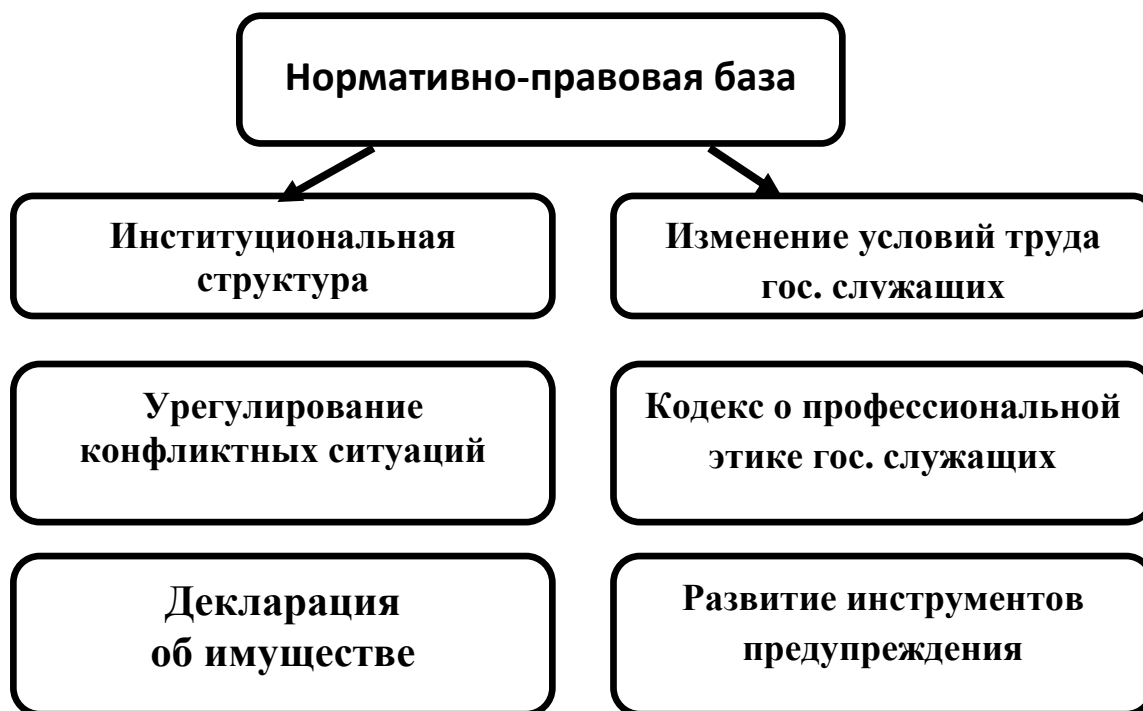 Нормативно-правовая база
Институциональная
структура
Изменение условий труда
гос. служащих
Урегулирование
конфликтных ситуаций
Кодекс о профессиональной
этике гос. служащих
Декларация
об имуществе
Развитие инструментов
предупреждения